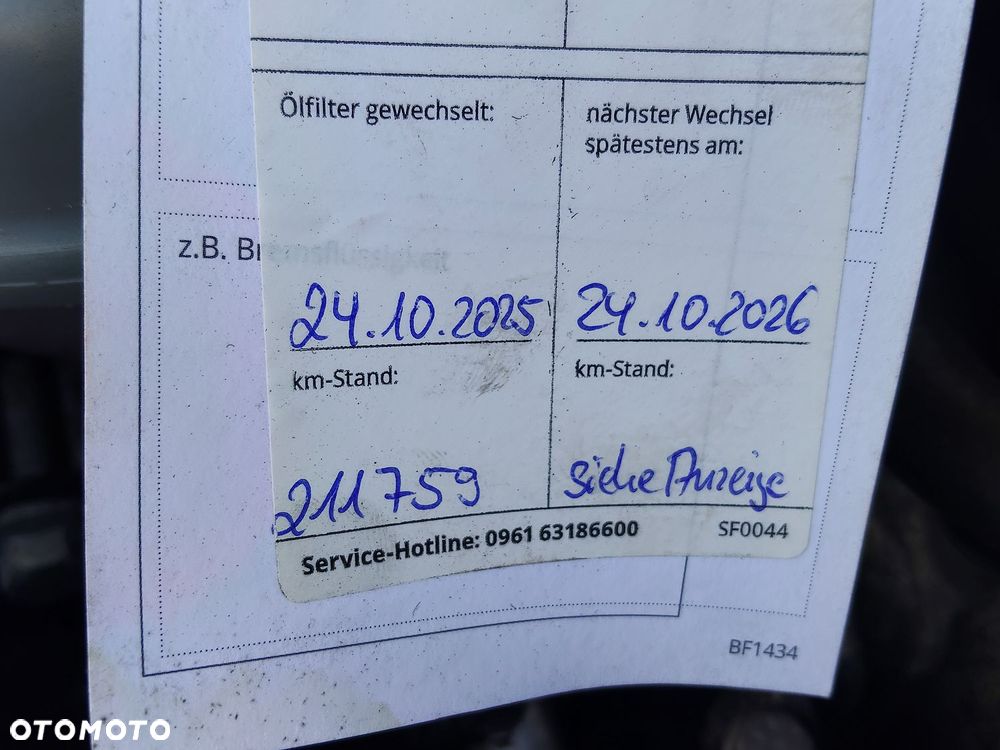 Ölfilter gewechselt:
nächster Wechsel
spätestens am:
z.B. Br
24.10.2025
24.10.2026
km-Stand:
km-Stand:
211759
siehe Anzeige
Service-Hotline: 0961 63186600
SF0044
BF1434
OTOMOTO